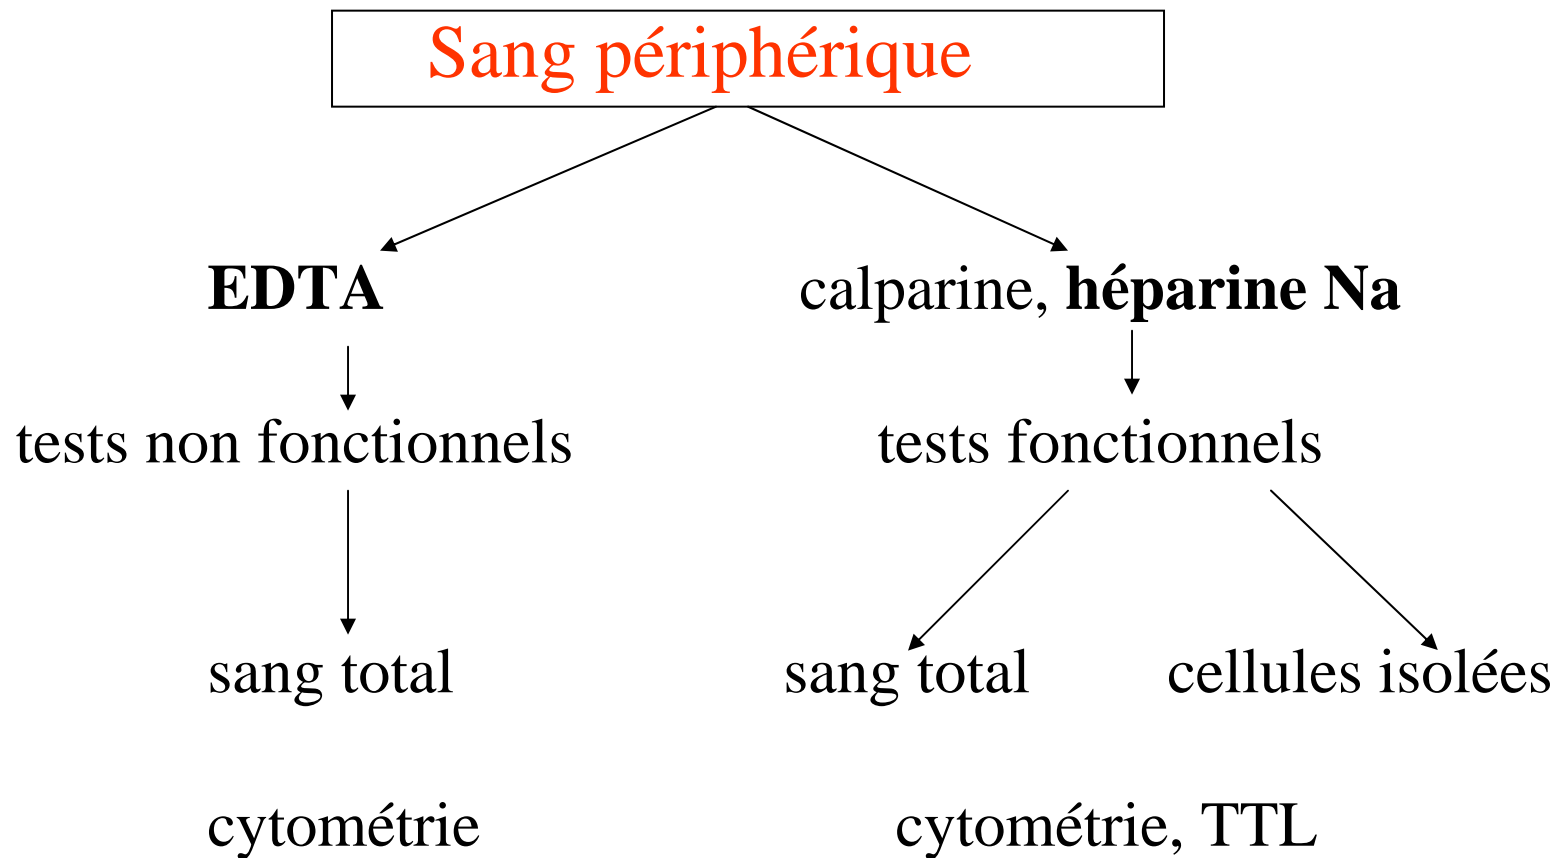 Sang périphérique
EDTA
calparine, héparine Na
tests non fonctionnels
tests fonctionnels
sang total
sang total
cellules isolées
cytométrie
cytométrie, TTL